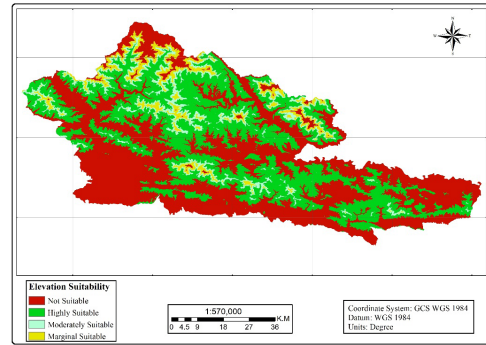 N
W
E
S
Elevation Suitability
Not Suitable
Highly Suitable
Moderately Suitable
Marginal Suitable
1:570,000
K.M
0 4.5 9 18 27 36
Coordinate System: GCS WGS 1984
Datum: WGS 1984
Units: Degree